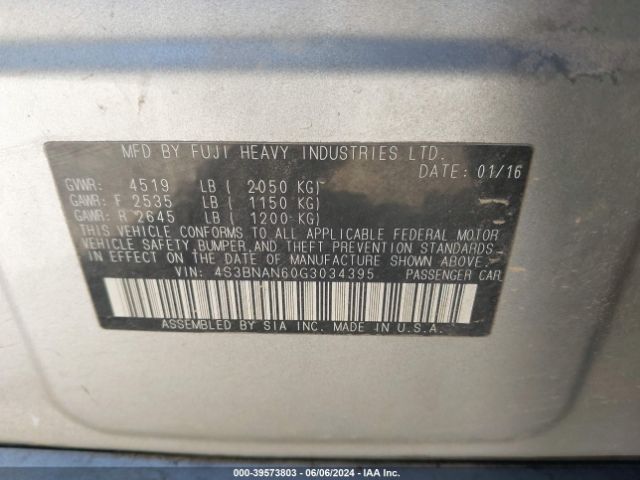 MFD BY FUJI HEAVY INDUSTRIES LTD.
DATE: 01/16
GVWR: 4519 LB ( 2050 KG)
GAWR: F 2535 LB ( 1150 KG)
GAWR: R 2645 LB ( 1200 KG)
THIS VEHICLE CONFORMS TO ALL APPLICABLE FEDERAL MOTOR
VEHICLE SAFETY, BUMPER, AND THEFT PREVENTION STANDARDS
IN EFFECT ON THE DATE OF MANUFACTURE SHOWN ABOVE.
VIN: 4S3BNAN60G3034395 PASSENGER CAR
ASSEMBLED BY SIA INC. MADE IN U.S.A.
000-39573803 - 06/06/2024 - IAA Inc.